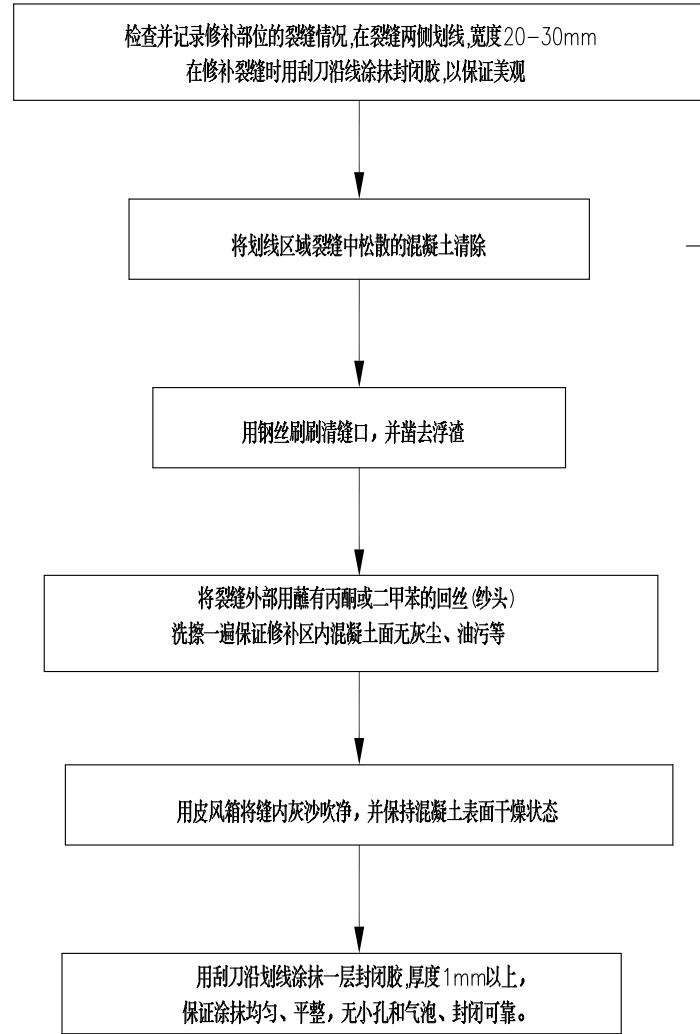 检查并记录修补部位的裂缝情况,在裂缝两侧划线,宽度20-30mm
在修补裂缝时用刮刀沿线涂抹封闭胶,以保证美观
将划线区域裂缝中松散的混凝土清除
用钢丝刷刷清缝口，并凿去浮渣
将裂缝外部用蘸有丙酮或二甲苯的回丝(纱头)
洗擦一遍保证修补区内混凝土面无灰尘、油污等
用皮风箱将缝内灰沙吹净，并保持混凝土表面干燥状态
用刮刀沿划线涂抹一层封闭胶,厚度1mm以上，
保证涂抹均匀、平整，无小孔和气泡、封闭可靠。